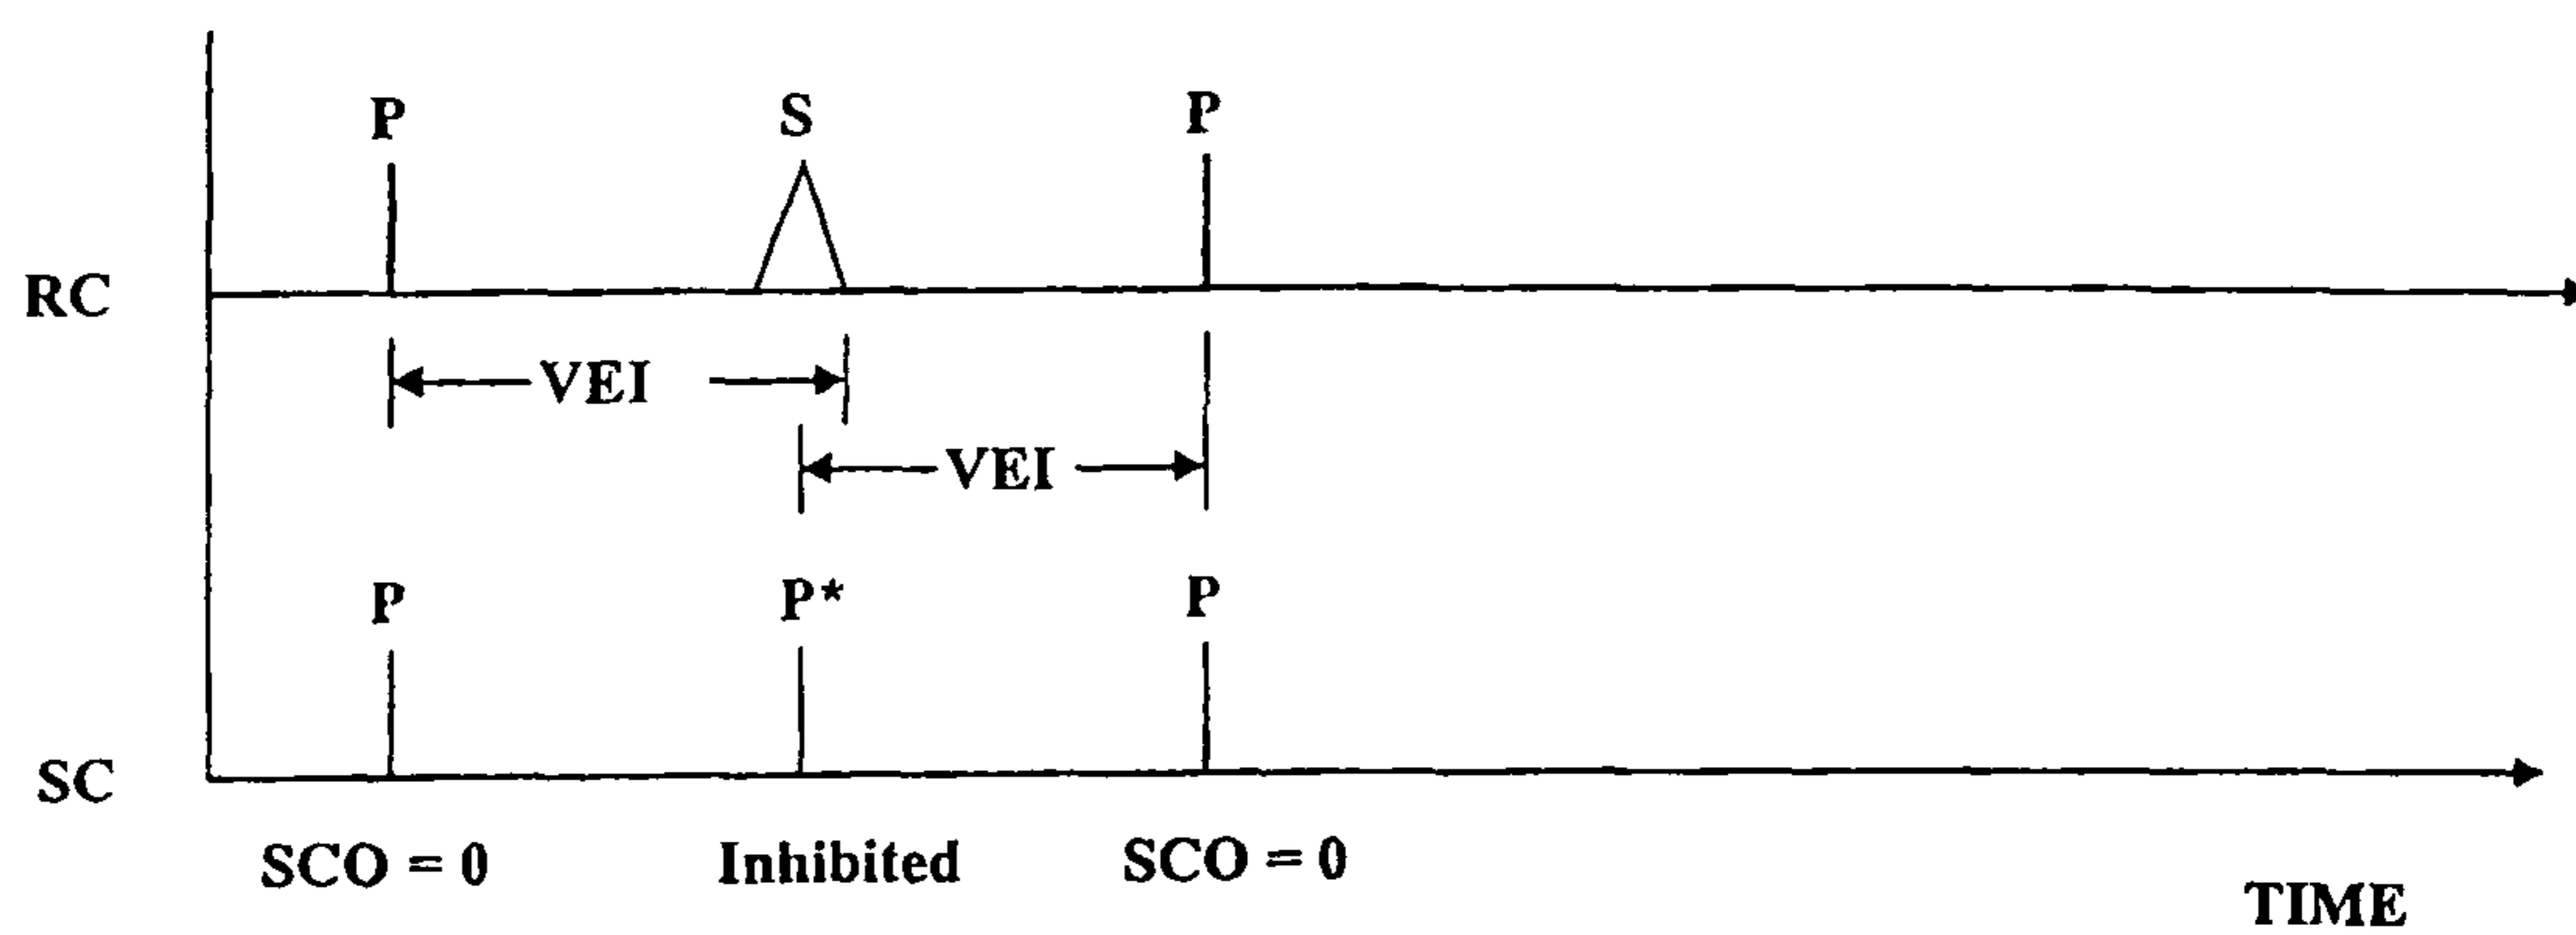 P S P
RC
VEI
VEI
P P* P
SC
SCO = 0 Inhibited SCO = 0
TIME